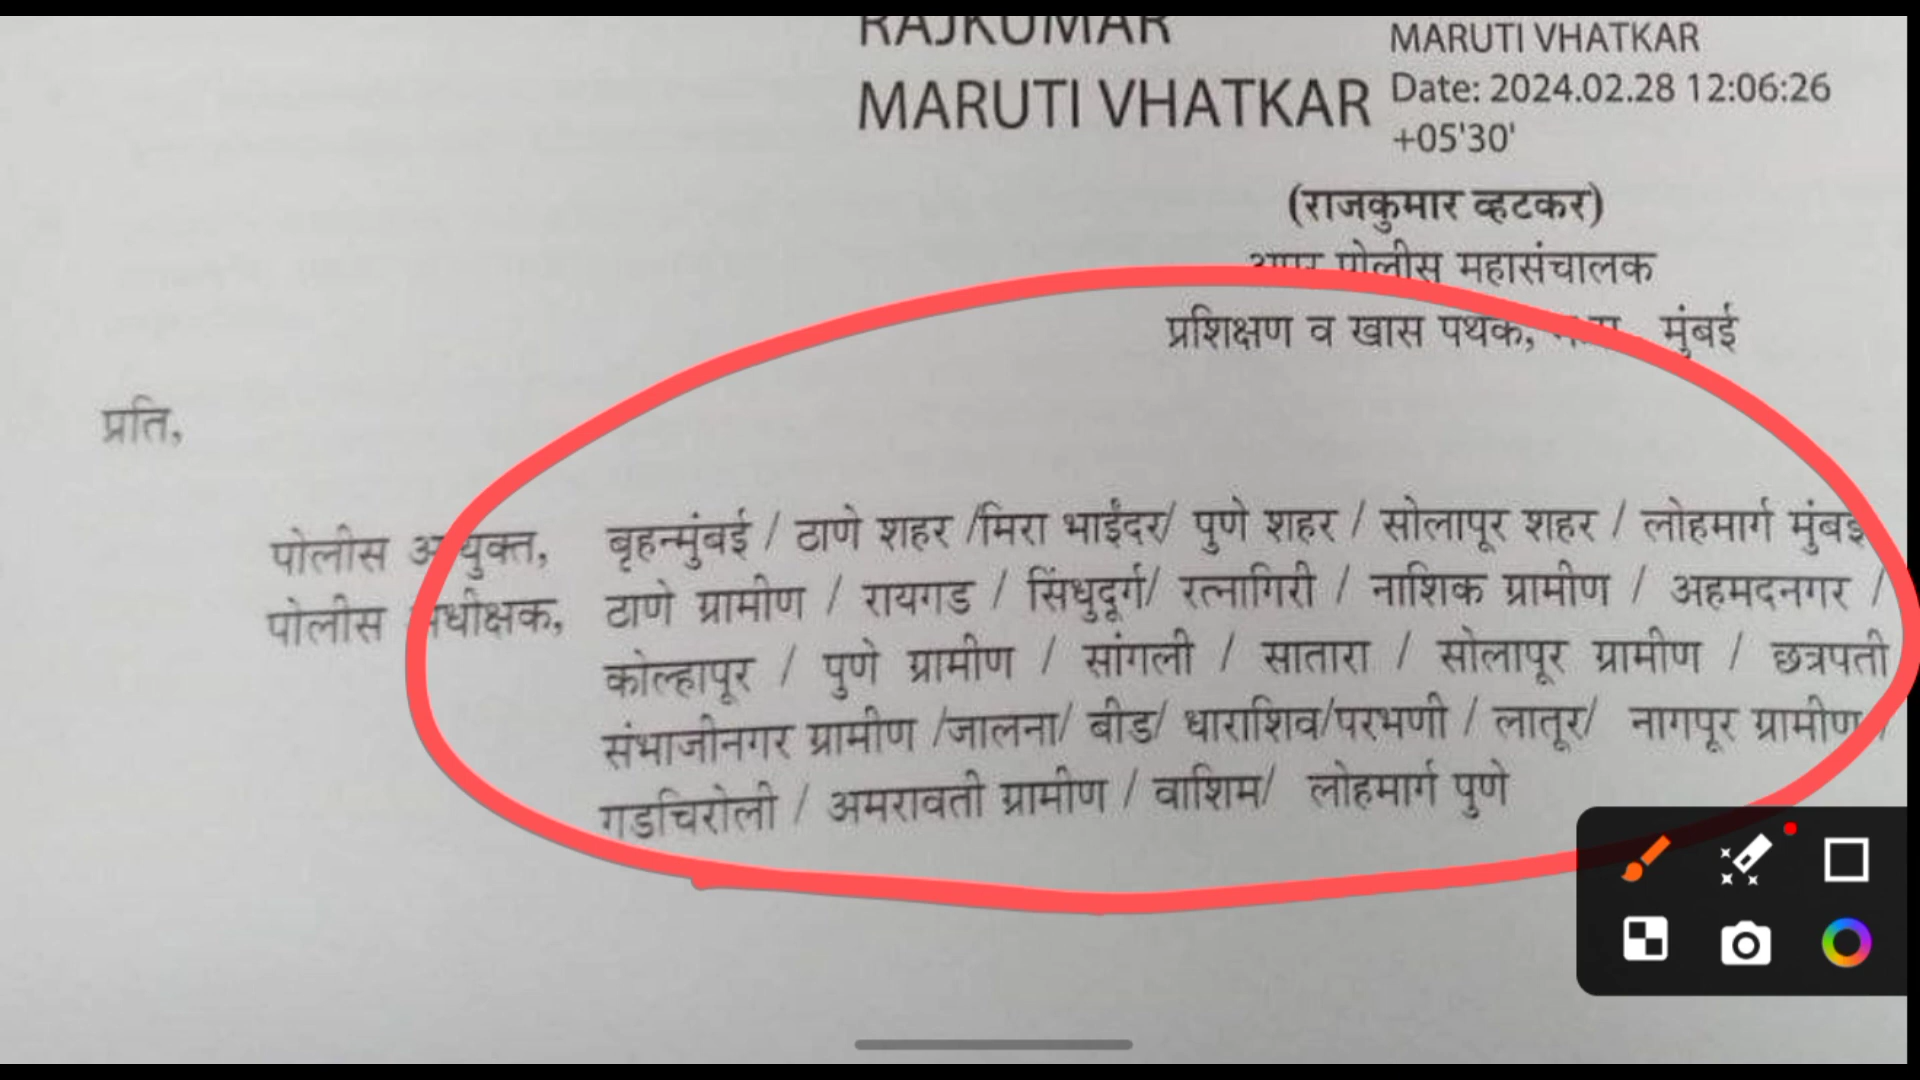 RAJKUMAR
MARUTI VHATKAR
MARUTI VHATKAR
Date: 2024.02.28 12:06:26
+05'30'
(राजकुमार व्हटकर)
पोलीस महासंचालक
प्रशिक्षण व खास पथक, मुंबई
प्रति,
पोलीस आयुक्त, बृहन्मुंबई / ठाणे शहर /मिरा भाईंदर/ पुणे शहर / सोलापूर शहर / लोहमार्ग मुंबई
पोलीस अधीक्षक, ठाणे ग्रामीण / रायगड / सिंधुदूर्ग/ रत्नागिरी / नाशिक ग्रामीण / अहमदनगर /
कोल्हापूर / पुणे ग्रामीण / सांगली / सातारा / सोलापूर ग्रामीण / छत्रपती
संभाजीनगर ग्रामीण /जालना/ बीड/ धाराशिव/परभणी / लातूर/ नागपूर ग्रामीण /
गडचिरोली / अमरावती ग्रामीण / वाशिम/ लोहमार्ग पुणे